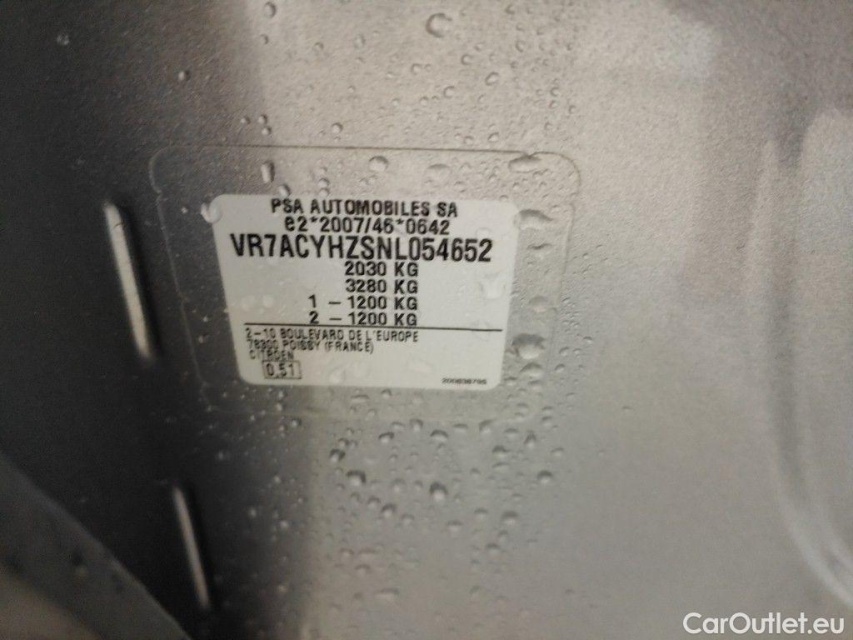 PSA AUTOMOBILES SA
e2*2007/46*0642
VR7ACYHZSNL054652
2030 KG
3280 KG
1 - 1200 KG
2 - 1200 KG
2-10 BOULEVARD DE L'EUROPE
78300 POISSY (FRANCE)
CITROEN
0.51
CarOutlet.eu